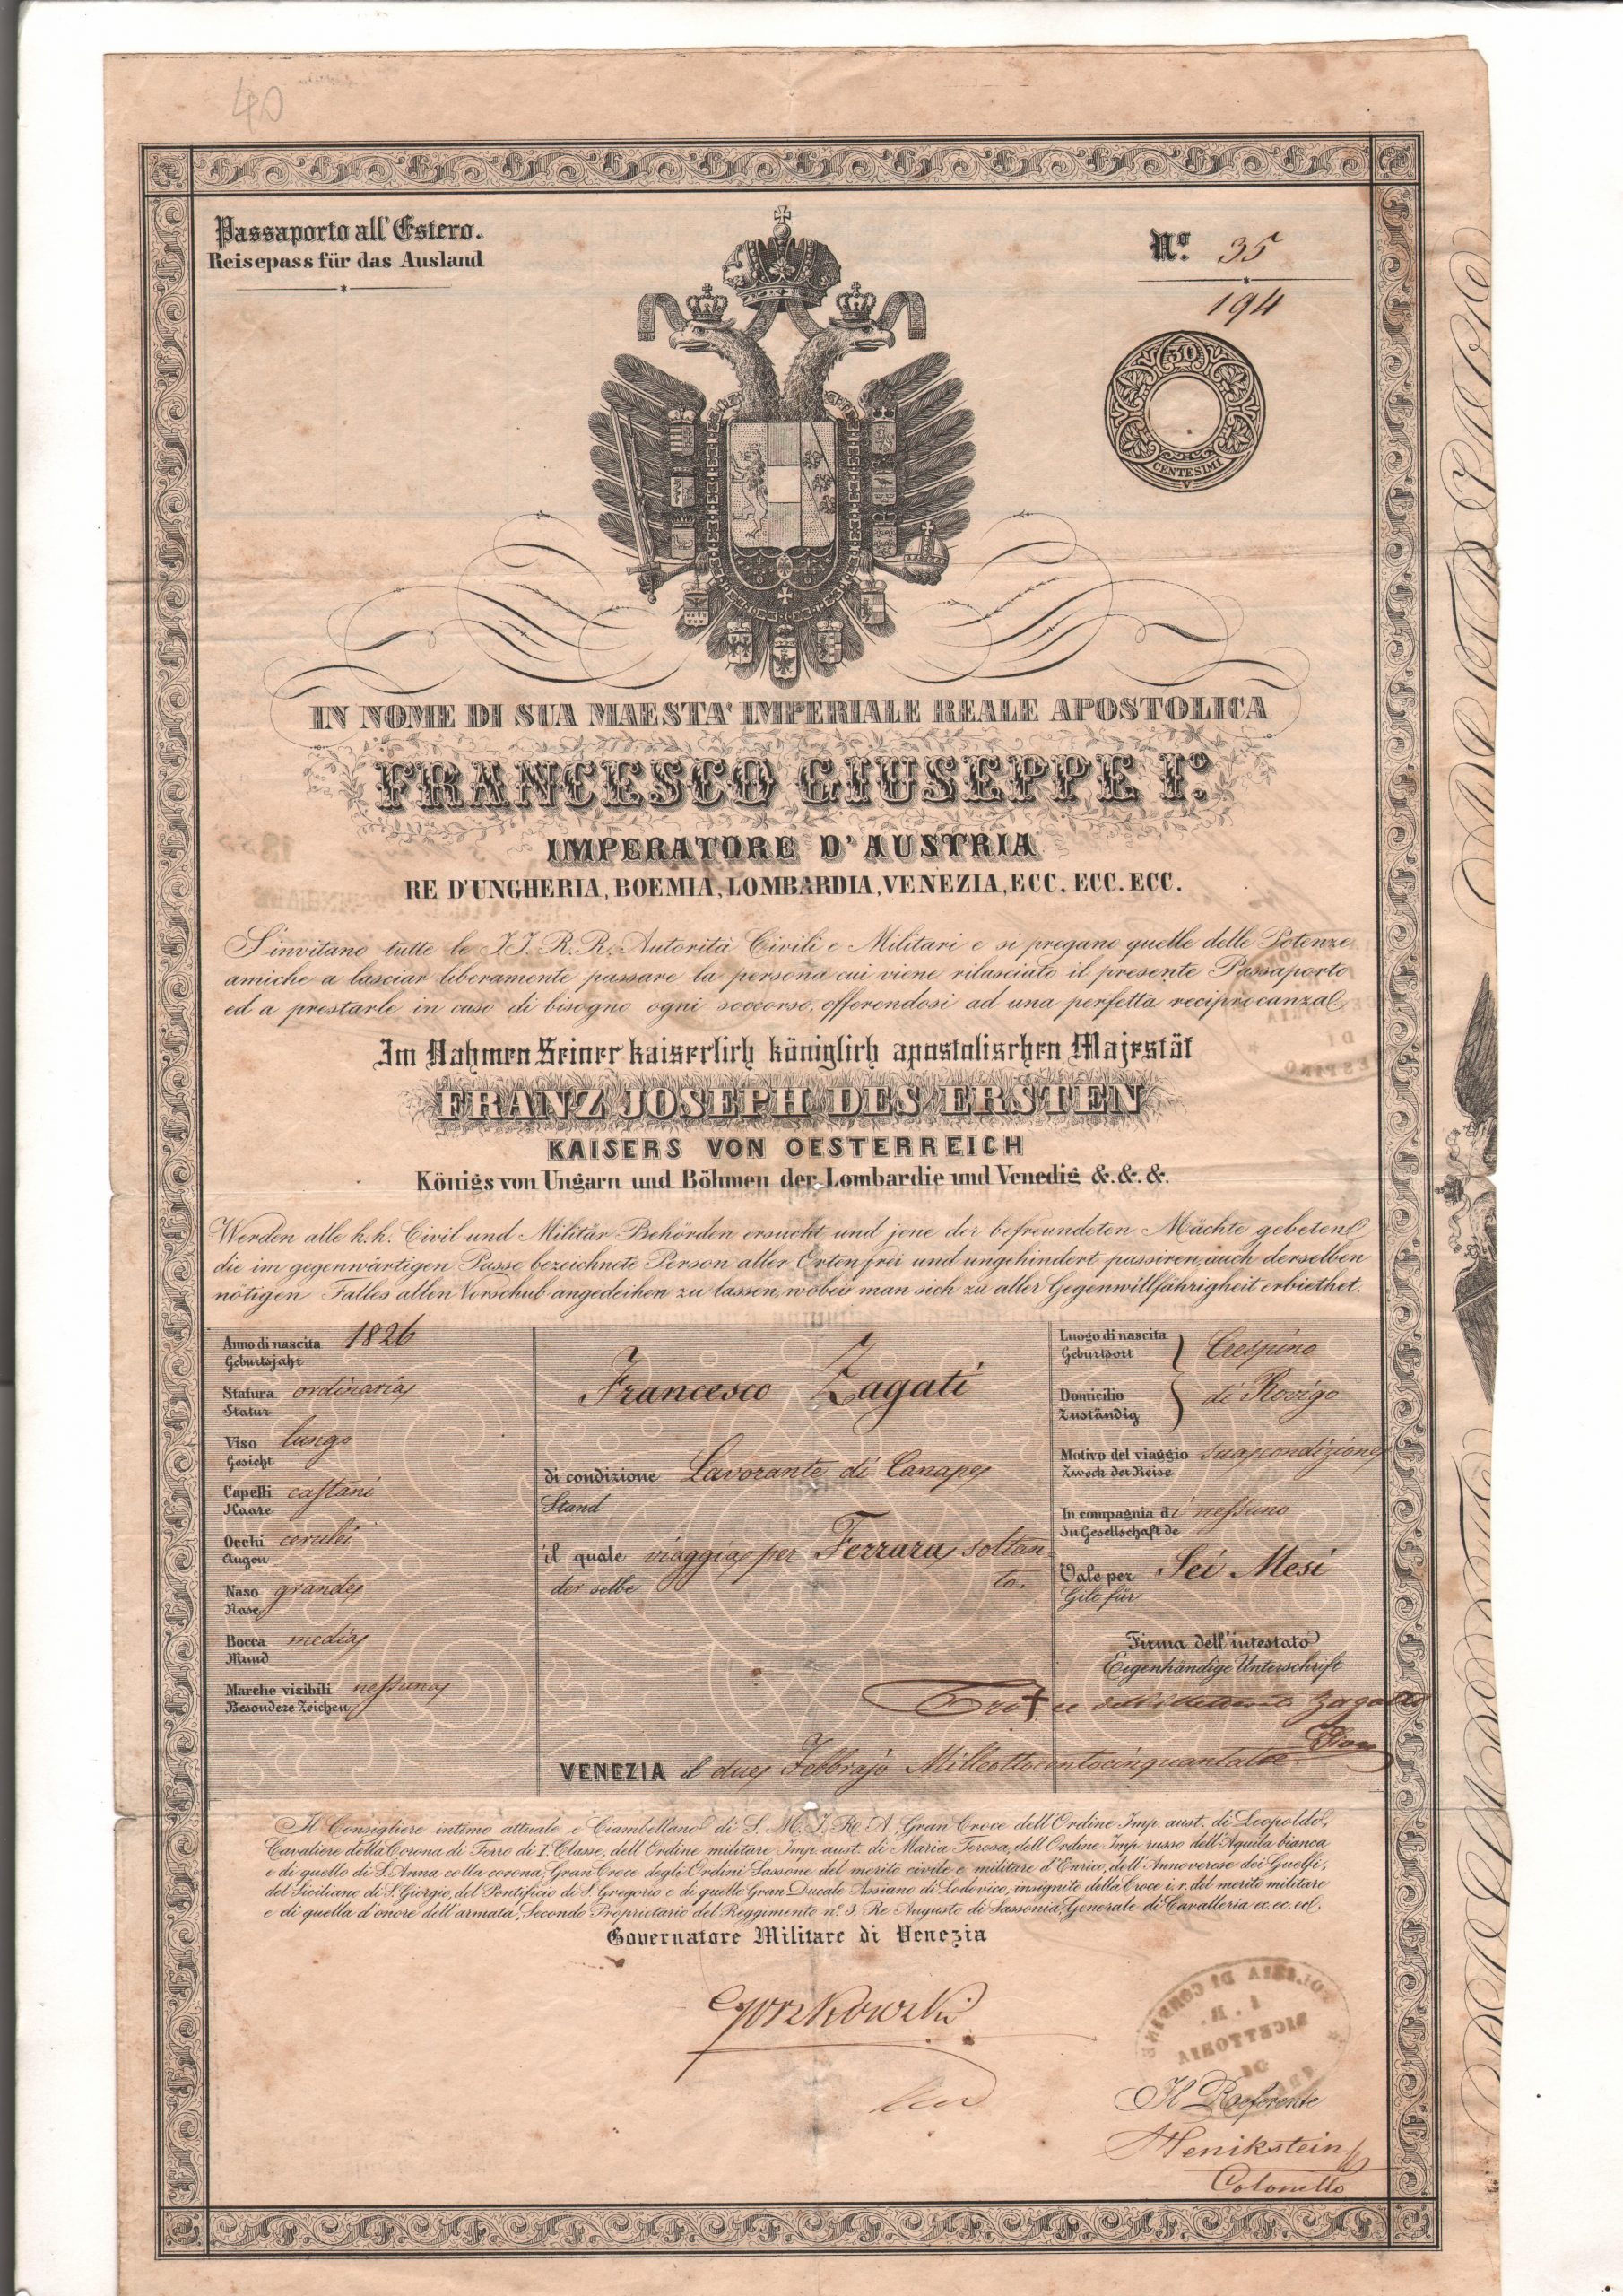 40
Passaporto all'Estero.
Reisepass für das Ausland
Nº 35
194
30
CENTESIMI
V
IN NOME DI SUA MAESTA' IMPERIALE REALE APOSTOLICA
FRANCESCO GIUSEPPE Iº
IMPERATORE D'AUSTRIA
RE D'UNGHERIA, BOEMIA, LOMBARDIA, VENEZIA, ECC. ECC. ECC.
S'invitano tutte le I.I. R.R. Autorità Civili e Militari e si pregano quelle delle Potenze
amiche a lasciar liberamente passare la persona cui viene rilasciato il presente Passaporto
ed a prestarle in caso di bisogno ogni soccorso, offerendosi ad una perfetta reciprocanza.
Im Nahmen Seiner kaiserlich königlich apostolischen Majestät
FRANZ JOSEPH DES ERSTEN
KAISERS VON OESTERREICH
Königs von Ungarn und Böhmen der Lombardie und Venedig &. &. &.
Werden alle k.k. Civil und Militär Behörden ersucht und jene der befreundeten Mächte gebeten
die im gegenwärtigen Passe bezeichnete Person aller Orten frei und ungehindert passiren, auch derselben
nötigen Falles allen Vorschub angedeihen zu lassen, wobei man sich zu aller Gegenwillfährigheit erbiethet.
Anno di nascita 1826
Geburtsjahr
Statura ordinaria
Statur
Viso lungo
Gesicht
Capelli castani
Haare
Occhi cerulei
Augen
Naso grande
Nase
Bocca media
Mund
Marche visibili nessuna
Besondere Zeichen
Francesco Zagati
di condizione Lavorante di Canape
Stand
il quale viaggia per Ferrara soltan
der selbe to.
Luogo di nascita Crespino
Geburtsort
Domicilio di Rovigo
Zuständig
Motivo del viaggio sua condizione
Zweck der Reise
In compagnia di nessuno
In Gesellschaft de
Vale per Sei Mesi
Gilt für
Firma dell'intestato
Eigenhändige Unterschrift
VENEZIA il due Febbrajo Milleottocentocinquantatre
Il Consigliere intimo attuale e Ciambellano di S. M. I. R. A. Gran Croce dell'Ordine Imp. aust. di Leopoldo,
Cavaliere della Corona di Ferro di I. Classe, dell'Ordine militare Imp. aust. di Maria Teresa, dell'Ordine Imp. russo dell'Aquila bianca
e di quello di S. Anna colla corona, Gran Croce degli Ordini Sassone del merito civile e militare d'Enrico, dell'Annoverese dei Guelfi,
del Siciliano di S. Giorgio, del Pontificio di S. Gregorio e di quello Gran Ducale Assiano di Lodovico; insignito della Croce i. r. del merito militare
e di quella d'onore dell'armata, Secondo Proprietario del Reggimento nº 3. Re Augusto di Sassonia, Generale di Cavalleria ec. ec. ec.
Governatore Militare di Venezia
Gorzkowski
POLIZIA DI CONFINE
I. R.
RICETTORIA
DI
Il Referente
Henikstein
Colonello